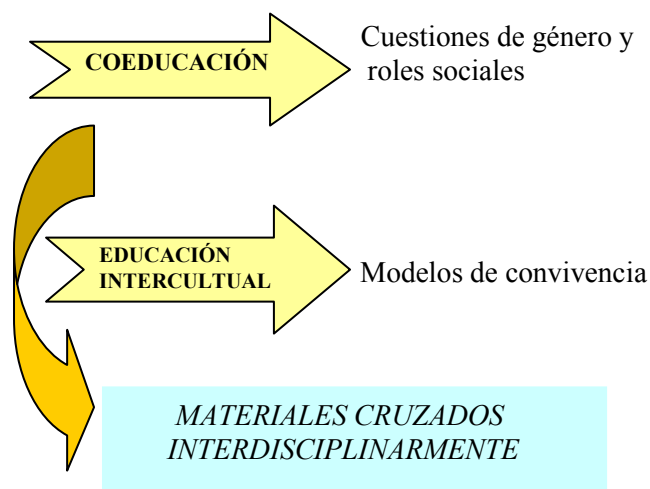 COEDUCACIÓN
Cuestiones de género y
roles sociales
EDUCACIÓN
INTERCULTUAL
Modelos de convivencia
MATERIALES CRUZADOS
INTERDISCIPLINARMENTE